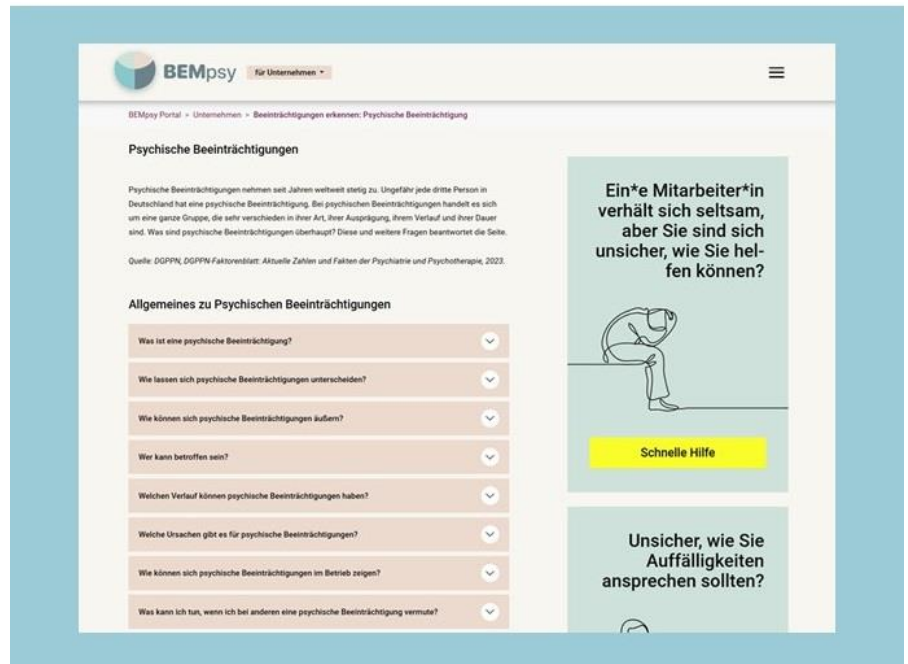 BEMpsy
für Unternehmen
BEMpsy Portal » Unternehmen » Beeinträchtigungen erkennen: Psychische Beeinträchtigung
Psychische Beeinträchtigungen
Psychische Beeinträchtigungen nehmen seit Jahren weltweit stetig zu. Ungefähr jede dritte Person in
Deutschland hat eine psychische Beeinträchtigung. Bei psychischen Beeinträchtigungen handelt es sich
um eine ganze Gruppe, die sehr verschieden in ihrer Art, ihrer Ausprägung, ihrem Verlauf und ihrer Dauer
sind. Was sind psychische Beeinträchtigungen überhaupt? Diese und weitere Fragen beantwortet die Seite.
Quelle: DGPPN, DGPPN-Faktorenblatt: Aktuelle Zahlen und Fakten der Psychiatrie und Psychotherapie, 2023.
Allgemeines zu Psychischen Beeinträchtigungen
Was ist eine psychische Beeinträchtigung?
Wie lassen sich psychische Beeinträchtigungen unterscheiden?
Wie können sich psychische Beeinträchtigungen äußern?
Wer kann betroffen sein?
Welchen Verlauf können psychische Beeinträchtigungen haben?
Welche Ursachen gibt es für psychische Beeinträchtigungen?
Wie können sich psychische Beeinträchtigungen im Betrieb zeigen?
Was kann ich tun, wenn ich bei anderen eine psychische Beeinträchtigung vermute?
Ein*e Mitarbeiter*in
verhält sich seltsam,
aber Sie sind sich
unsicher, wie Sie hel-
fen können?
Schnelle Hilfe
Unsicher, wie Sie
Auffälligkeiten
ansprechen sollten?